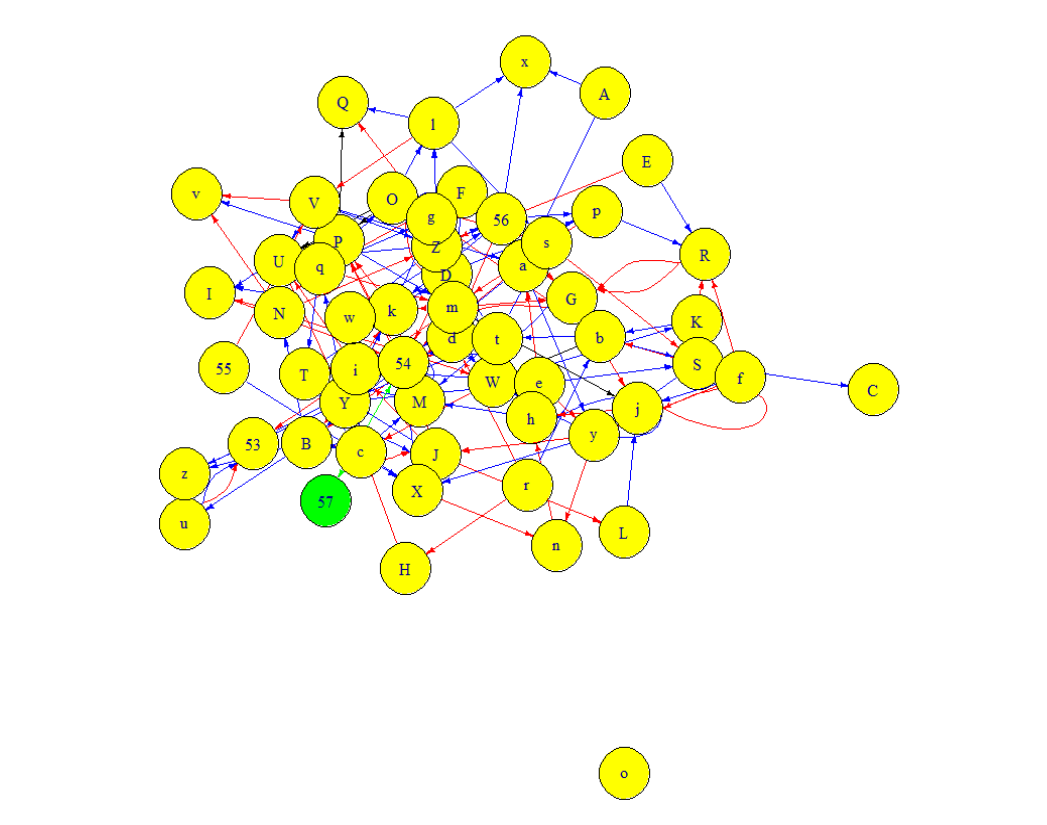 x
A
Q
l
E
v
V
O
F
g
56
p
P
Z
s
R
U
q
a
D
I
N
w
k
m
G
K
d
t
b
55
T
i
54
S
f
W
e
C
Y
M
h
j
53
B
c
J
y
z
X
r
57
u
L
n
H
o